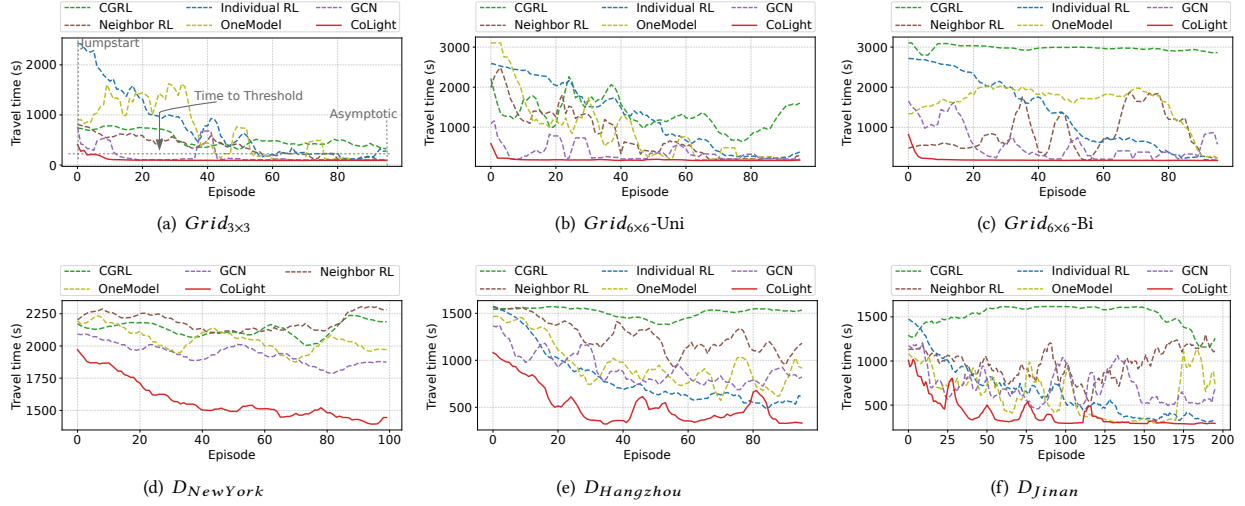 CGRL Individual RL GCN
Neighbor RL OneModel CoLight
Travel time (s)
2000
1000
0
Jumpstart
Time to Threshold
Asymptotic
0 20 40 60 80 100
Episode
(a) Grid3×3
CGRL Individual RL GCN
Neighbor RL OneModel CoLight
Travel time (s)
3000
2000
1000
0 20 40 60 80
Episode
(b) Grid6×6-Uni
CGRL Individual RL GCN
Neighbor RL OneModel CoLight
Travel time (s)
3000
2000
1000
0 20 40 60 80
Episode
(c) Grid6×6-Bi
CGRL GCN Neighbor RL
OneModel CoLight
Travel time (s)
2250
2000
1750
1500
0 20 40 60 80 100
Episode
(d) DNewYork
CGRL Individual RL GCN
Neighbor RL OneModel CoLight
Travel time (s)
1500
1000
500
0 20 40 60 80
Episode
(e) DHangzhou
CGRL Individual RL GCN
Neighbor RL OneModel CoLight
Travel time (s)
1500
1000
500
0 25 50 75 100 125 150 175 200
Episode
(f) DJinan